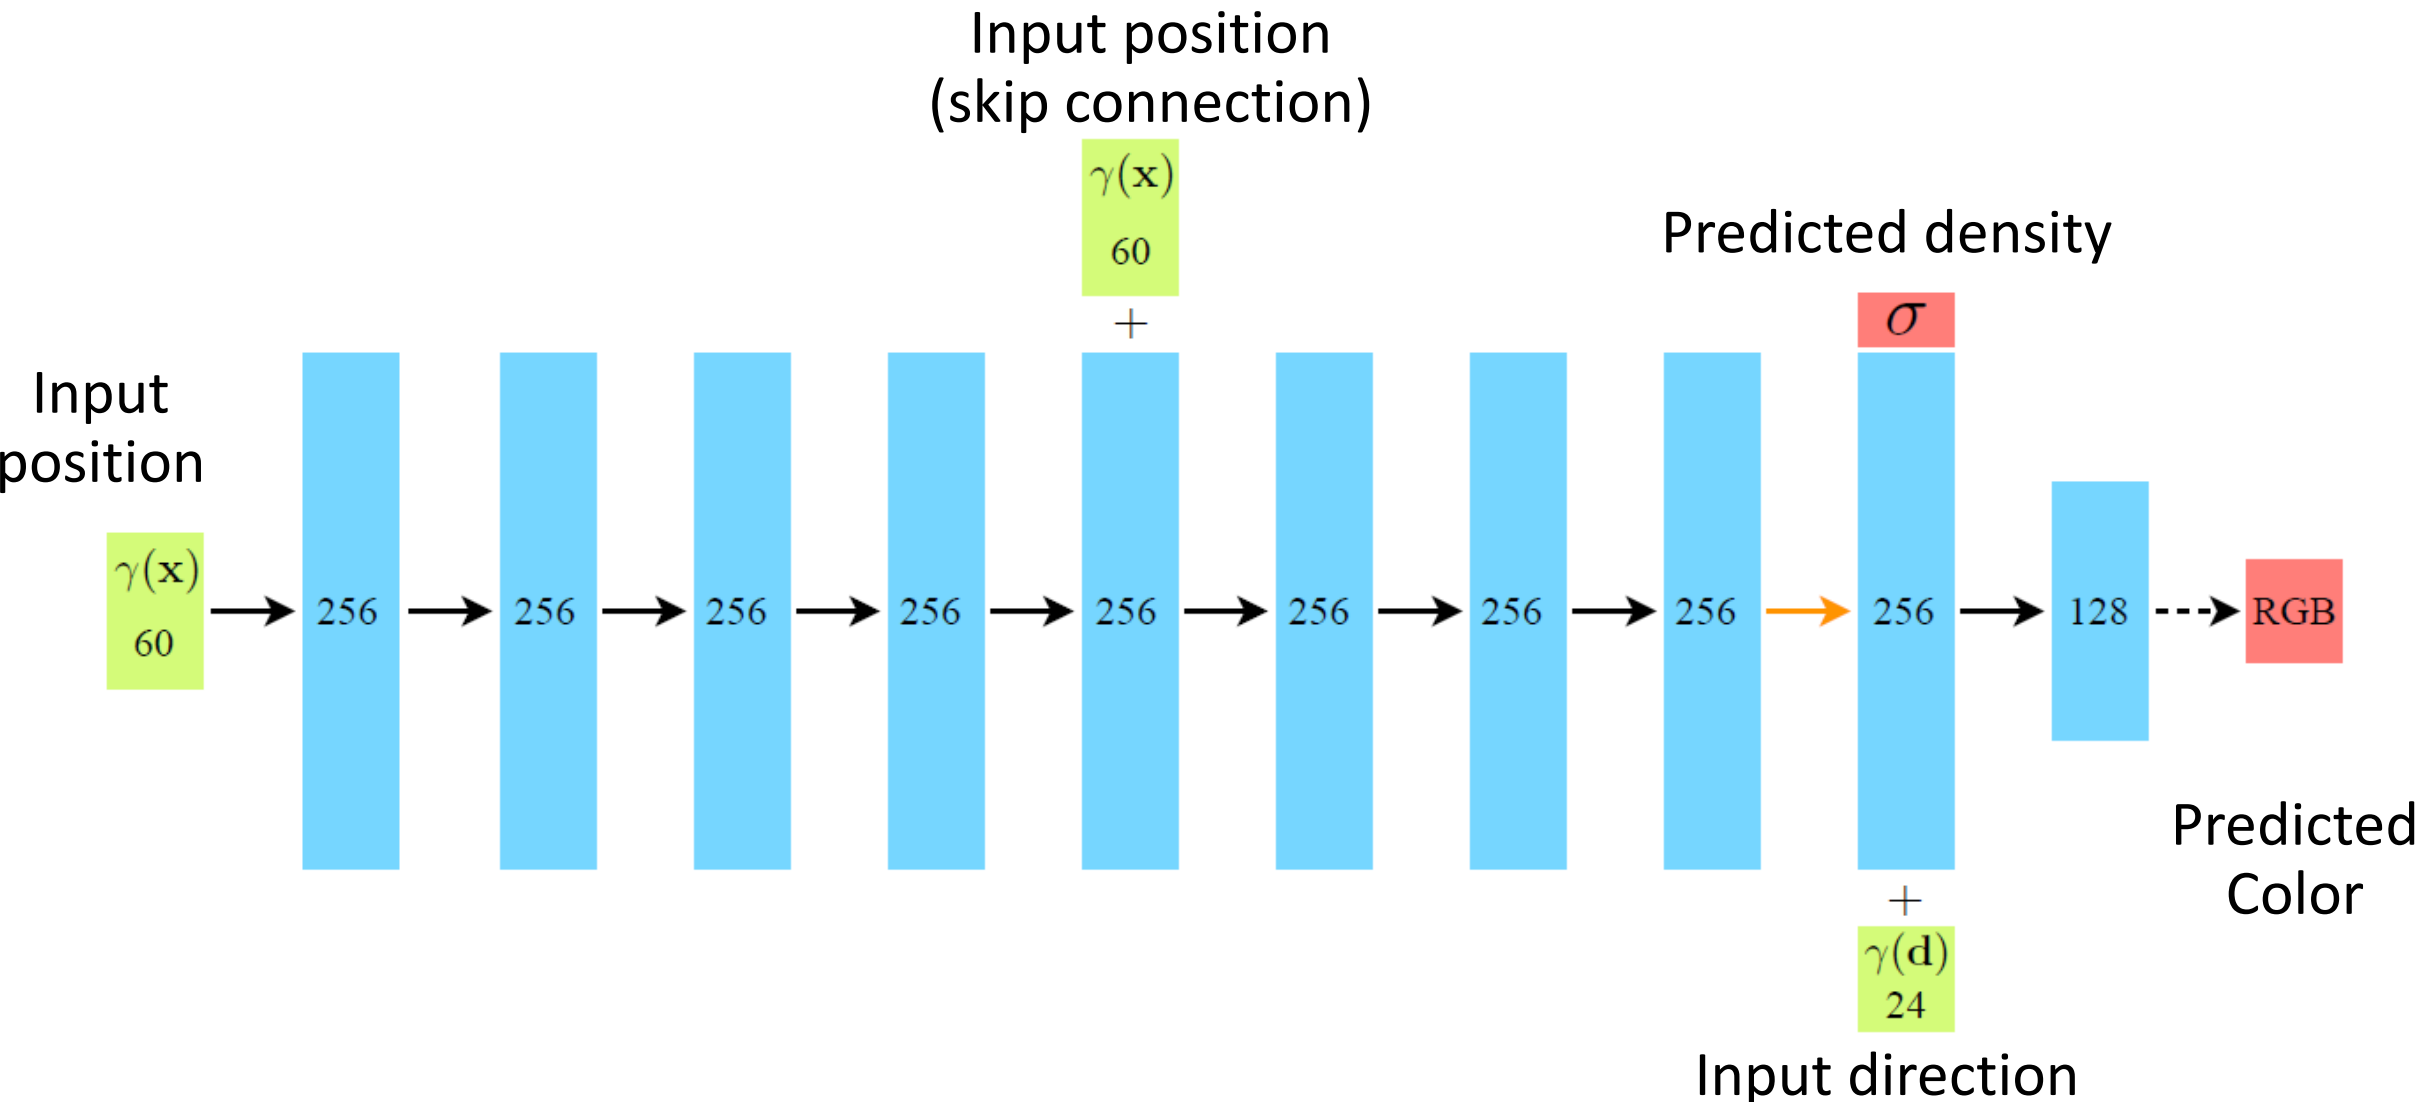 Input position
(skip connection)
γ(x)
60
+
Predicted density
σ
Input
position
γ(x)
60
256
256
256
256
256
256
256
256
256
128
RGB
+
γ(d)
24
Input direction
Predicted
Color